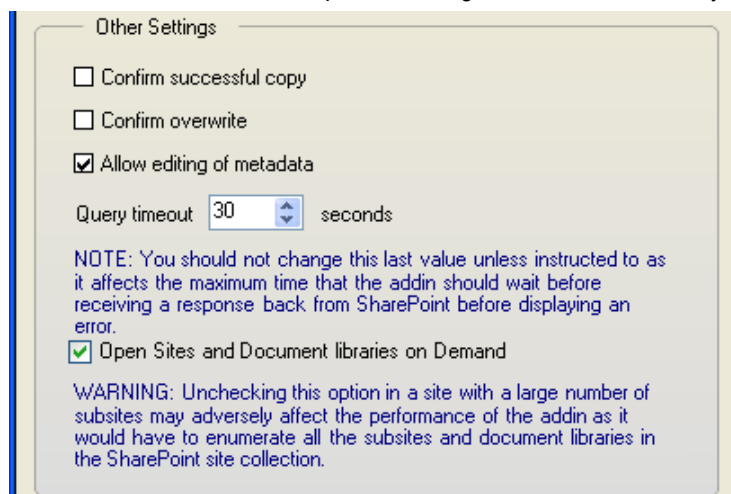 Other Settings
Confirm successful copy
Confirm overwrite
Allow editing of metadata
Query timeout 30 seconds
NOTE: You should not change this last value unless instructed to as
it affects the maximum time that the addin should wait before
receiving a response back from SharePoint before displaying an
error.
Open Sites and Document libraries on Demand
WARNING: Unchecking this option in a site with a large number of
subsites may adversely affect the performance of the addin as it
would have to enumerate all the subsites and document libraries in
the SharePoint site collection.